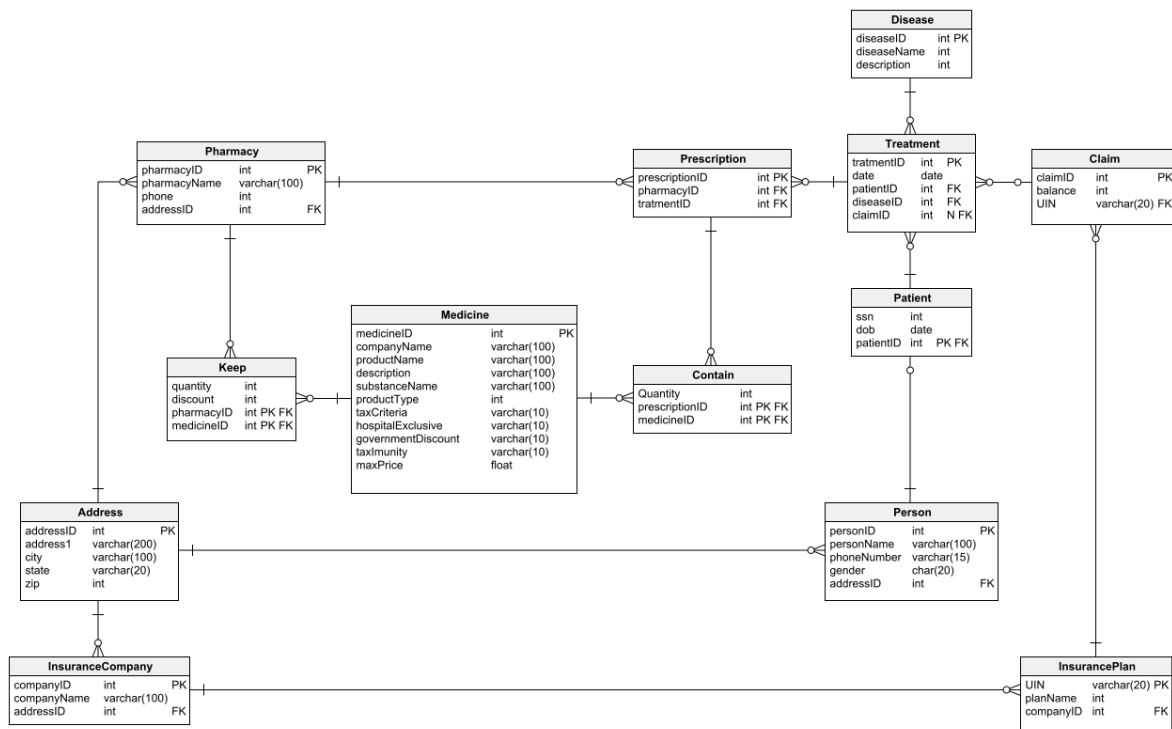 Disease
diseaseID int PK
diseaseName int
description int
Pharmacy
pharmacyID int PK
pharmacyName varchar(100)
phone int
addressID int FK
Prescription
prescriptionID int PK
pharmacyID int FK
tratmentID int FK
Treatment
tratmentID int PK
date date
patientID int FK
diseaseID int FK
claimID int N FK
Claim
claimID int PK
balance int
UIN varchar(20) FK
Patient
ssn int
dob date
patientID int PK FK
Medicine
medicineID int PK
companyName varchar(100)
productName varchar(100)
description varchar(100)
substanceName varchar(100)
productType int
taxCriteria varchar(10)
hospitalExclusive varchar(10)
governmentDiscount varchar(10)
taxImunity varchar(10)
maxPrice float
Keep
quantity int
discount int
pharmacyID int PK FK
medicineID int PK FK
Contain
Quantity int
prescriptionID int PK FK
medicineID int PK FK
Address
addressID int PK
address1 varchar(200)
city varchar(100)
state varchar(20)
zip int
Person
personID int PK
personName varchar(100)
phoneNumber varchar(15)
gender char(20)
addressID int FK
InsuranceCompany
companyID int PK
companyName varchar(100)
addressID int FK
InsurancePlan
UIN varchar(20) PK
planName int
companyID int FK